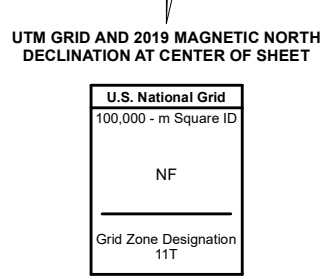 UTM GRID AND 2019 MAGNETIC NORTH
DECLINATION AT CENTER OF SHEET
U.S. National Grid
100,000 - m Square ID
NF
Grid Zone Designation
11T